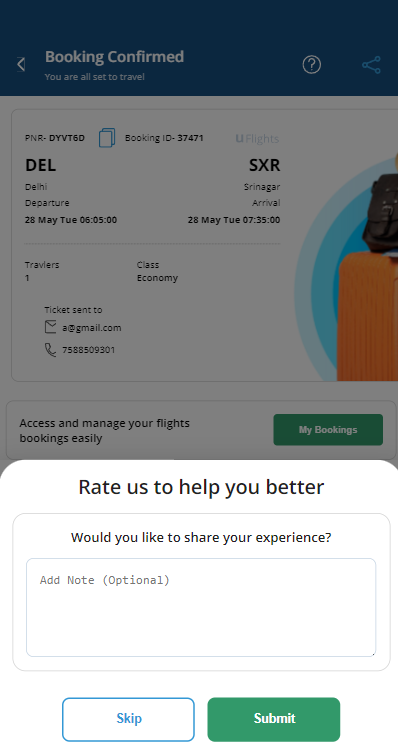 Booking Confirmed
You are all set to travel
PNR- DYVT6D Booking ID- 37471 U Flights
DEL SXR
Delhi Srinagar
Departure Arrival
28 May Tue 06:05:00 28 May Tue 07:35:00
Travlers Class
1 Economy
Ticket sent to
a@gmail.com
7588509301
Access and manage your flights
bookings easily
My Bookings
Rate us to help you better
Would you like to share your experience?
Add Note (Optional)
Skip Submit